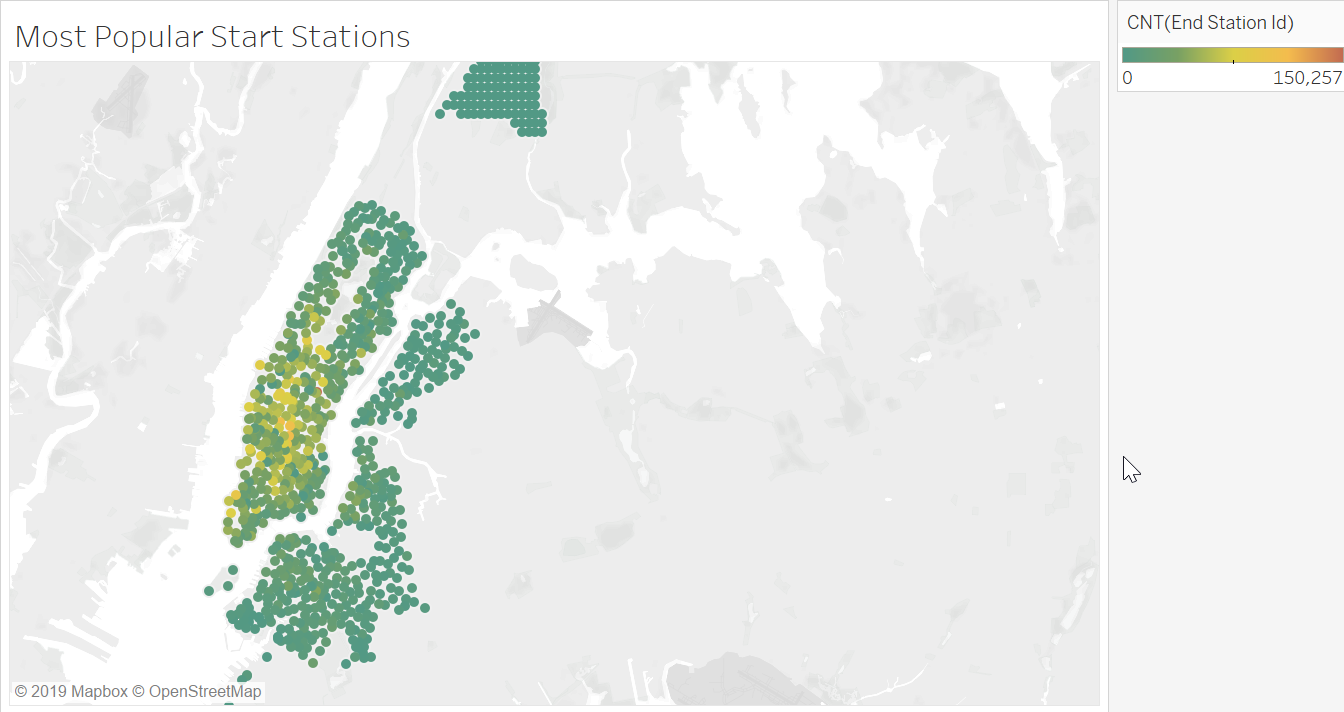 Most Popular Start Stations
CNT(End Station Id)
0 150,257
© 2019 Mapbox © OpenStreetMap